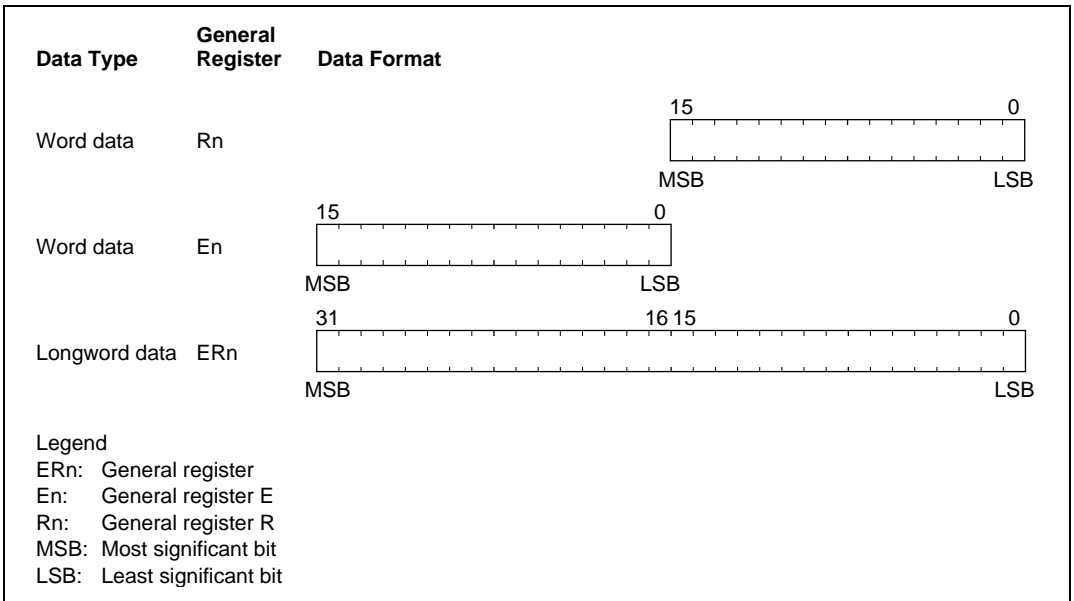 General
Data Type Register Data Format
15 0
Word data Rn
MSB LSB
15 0
Word data En
MSB LSB
31 16 15 0
Longword data ERn
MSB LSB
Legend
ERn: General register
En: General register E
Rn: General register R
MSB: Most significant bit
LSB: Least significant bit